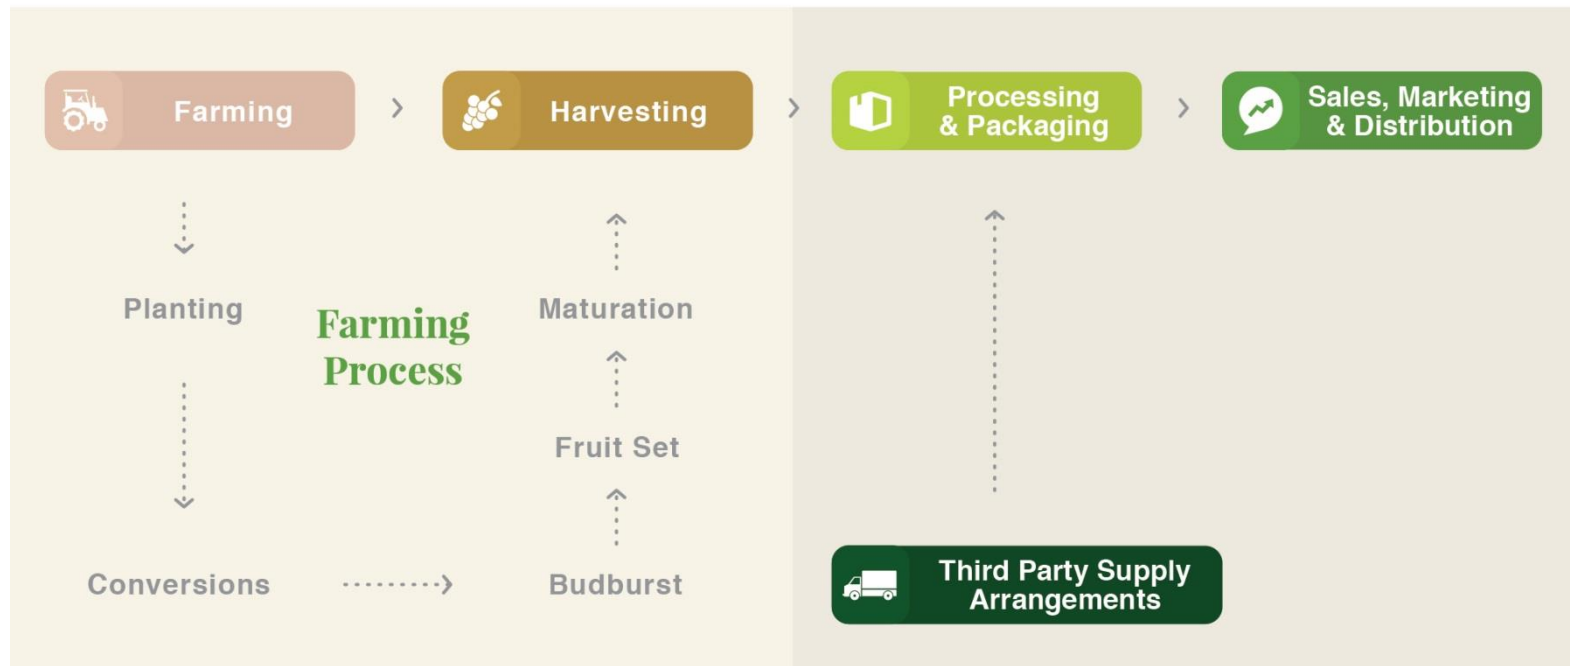 Farming
Harvesting
Processing
& Packaging
Sales, Marketing
& Distribution
Planting
Farming
Process
Maturation
Fruit Set
Conversions
Budburst
Third Party Supply
Arrangements